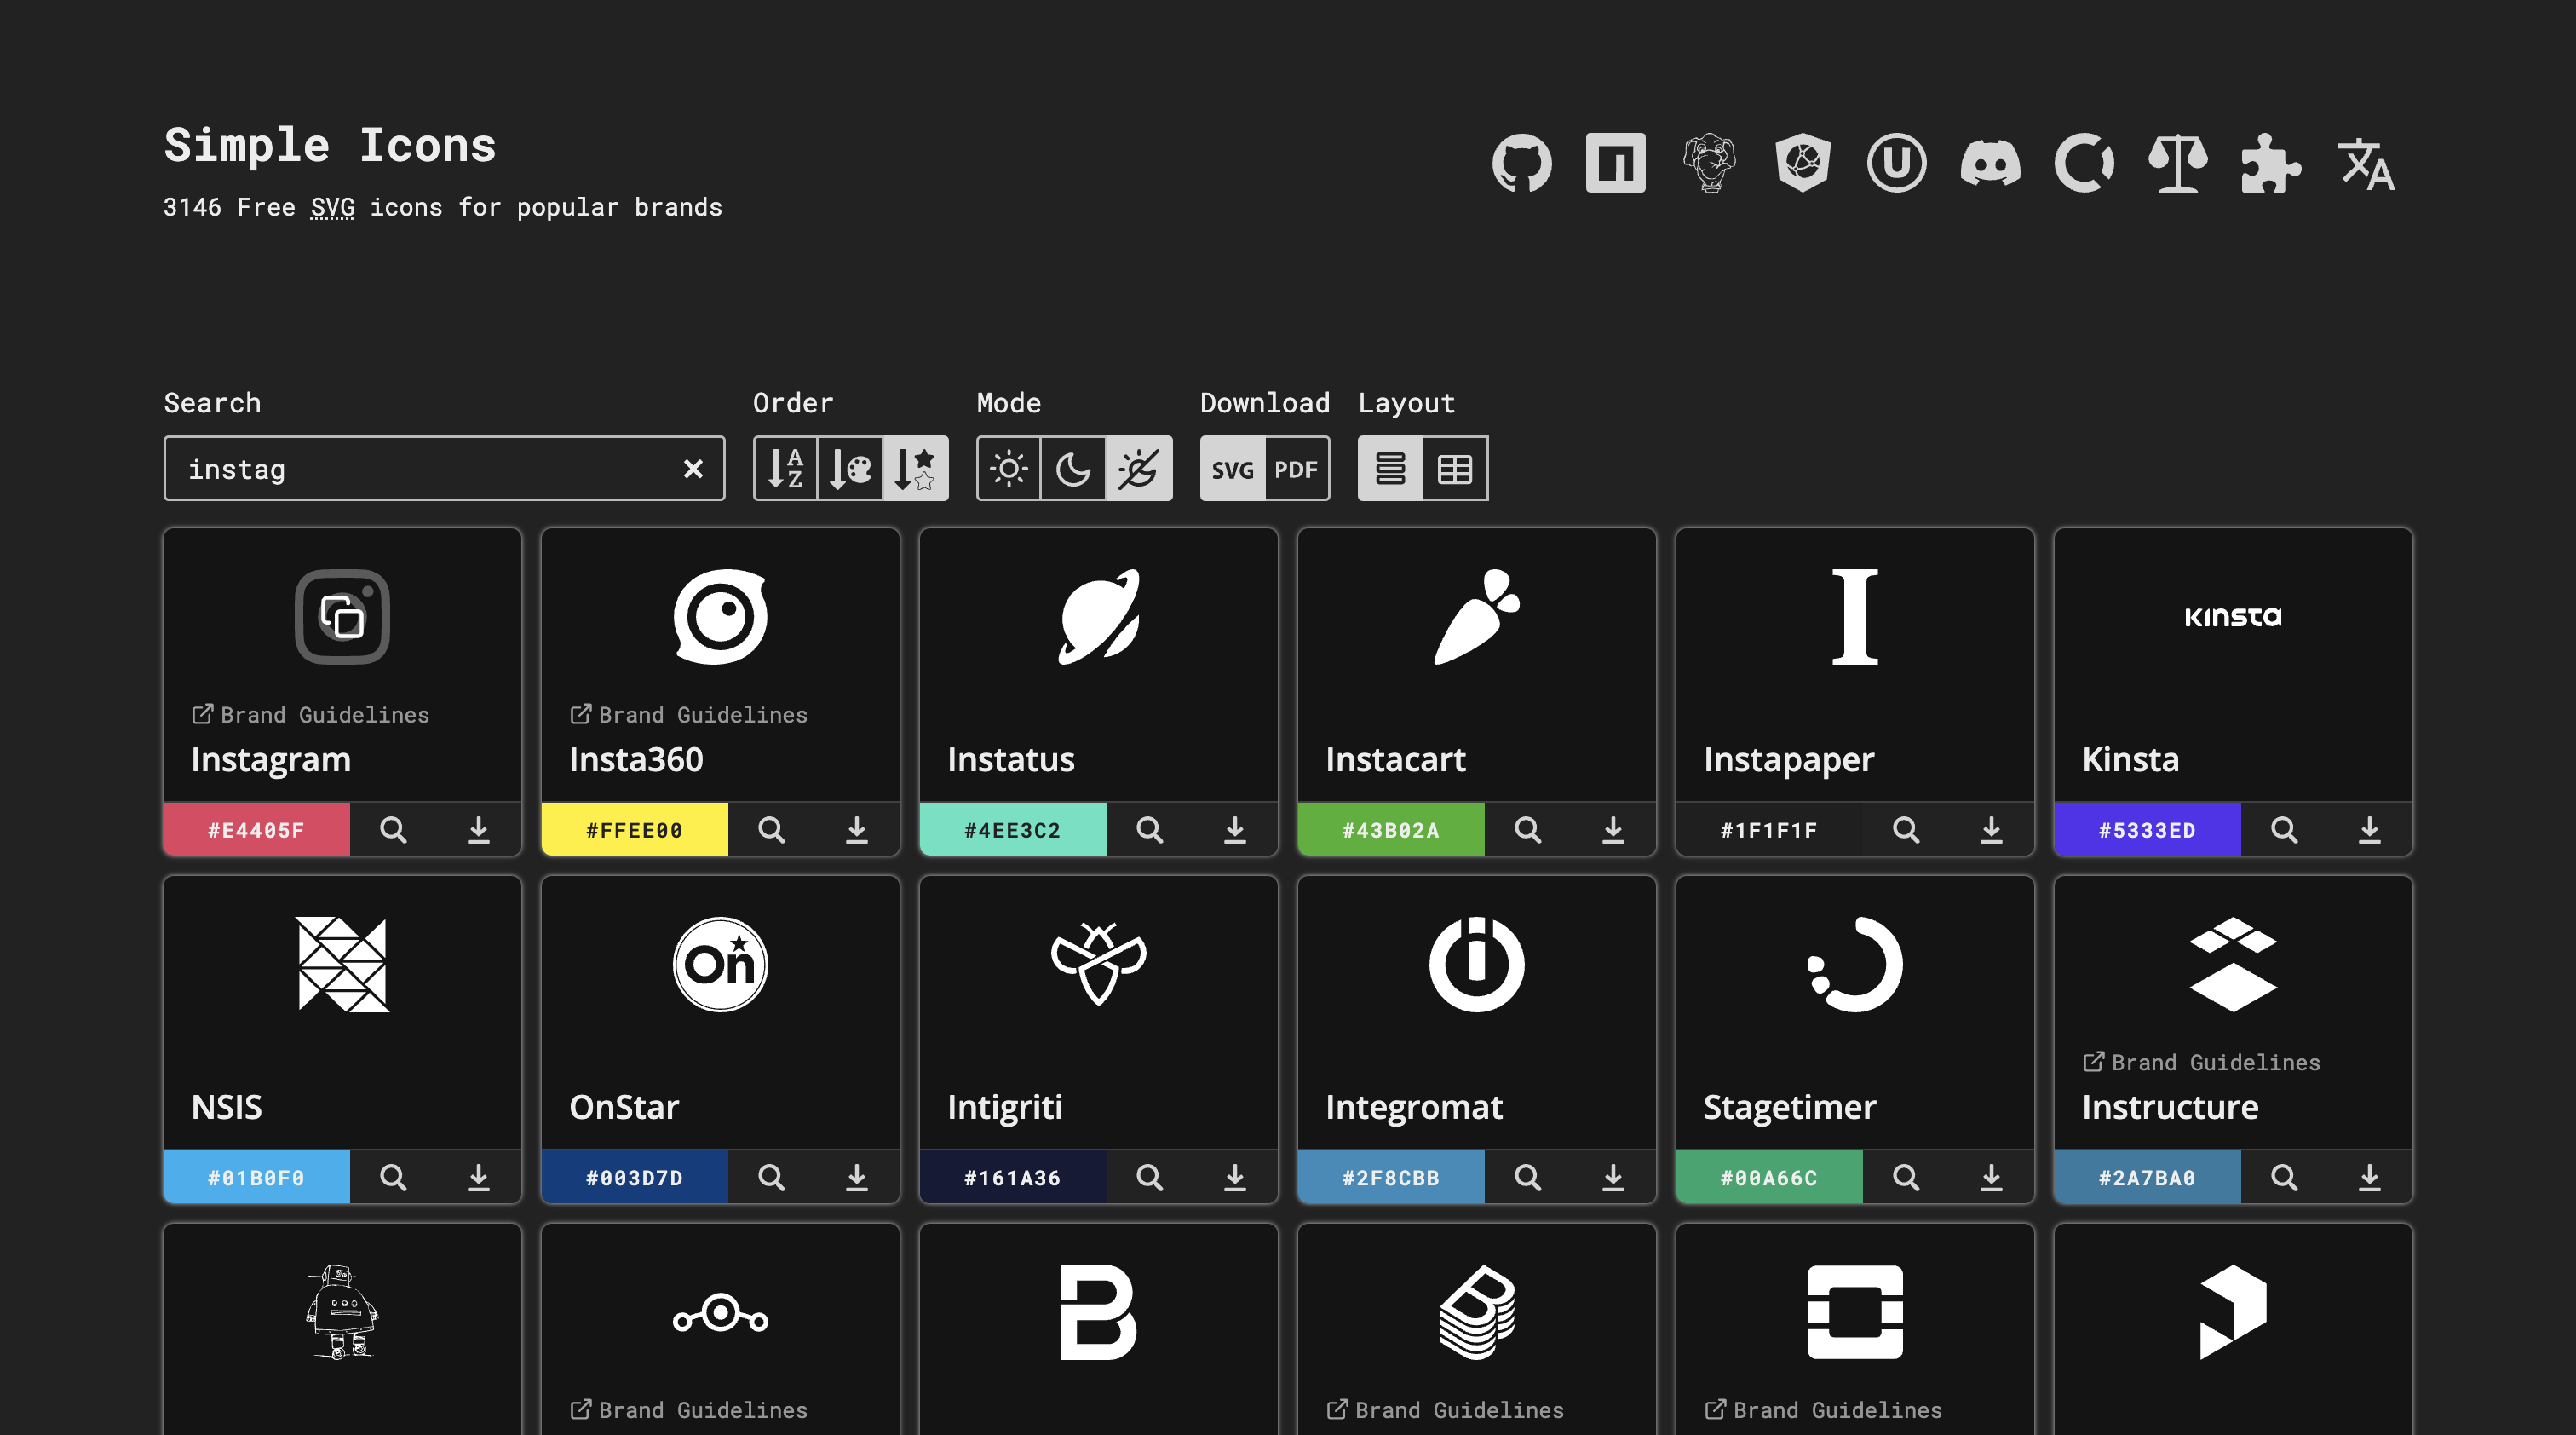 Simple Icons
3146 Free SVG icons for popular brands
Search
Order
Mode
Download
Layout
instag
A
Z
SVG
PDF
Brand Guidelines
Instagram
#E4405F
Brand Guidelines
Insta360
#FFEE00
Instatus
#4EE3C2
Instacart
#43B02A
I
Instapaper
#1F1F1F
Kinsta
Kinsta
#5333ED
NSIS
#01B0F0
On
OnStar
#003D7D
Intigriti
#161A36
Integromat
#2F8CBB
Stagetimer
#00A66C
Brand Guidelines
Instructure
#2A7BA0
Brand Guidelines
B
B
Brand Guidelines
Brand Guidelines